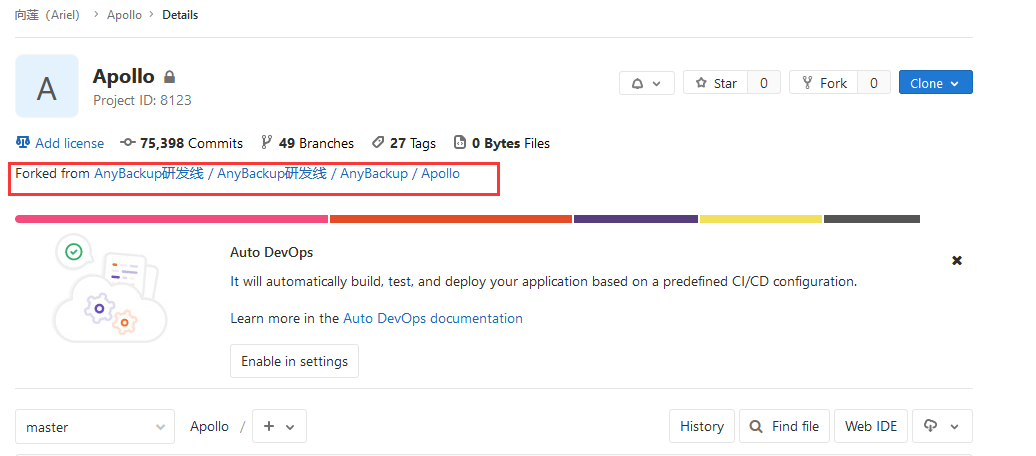 向莲（Ariel） > Apollo > Details
A
Apollo
Project ID: 8123
Star 0 Fork 0 Clone
Add license 75,398 Commits 49 Branches 27 Tags 0 Bytes Files
Forked from AnyBackup研发线 / AnyBackup研发线 / AnyBackup / Apollo
Auto DevOps
It will automatically build, test, and deploy your application based on a predefined CI/CD configuration.
Learn more in the Auto DevOps documentation
Enable in settings
master Apollo / + History Find file Web IDE